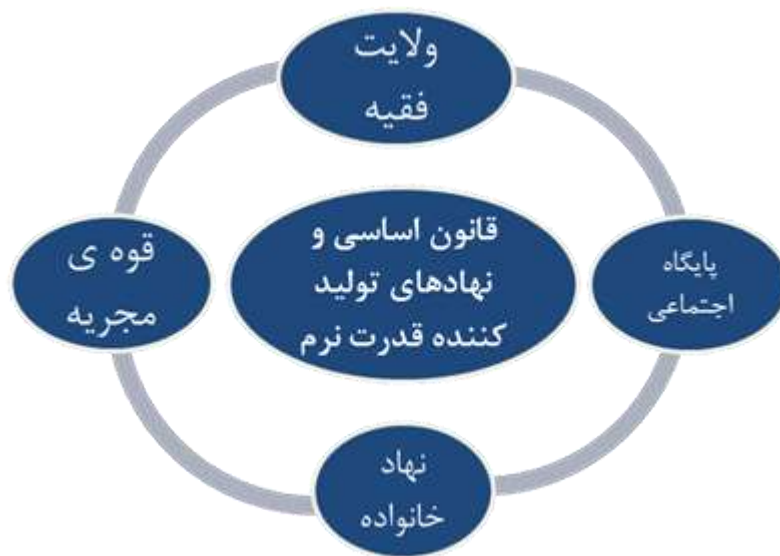 ولایت
فقیه
قانون اساسی و
نهادهای تولید
کننده قدرت نرم
پایگاه
اجتماعی
قوه ی
مجریه
نهاد
خانواده